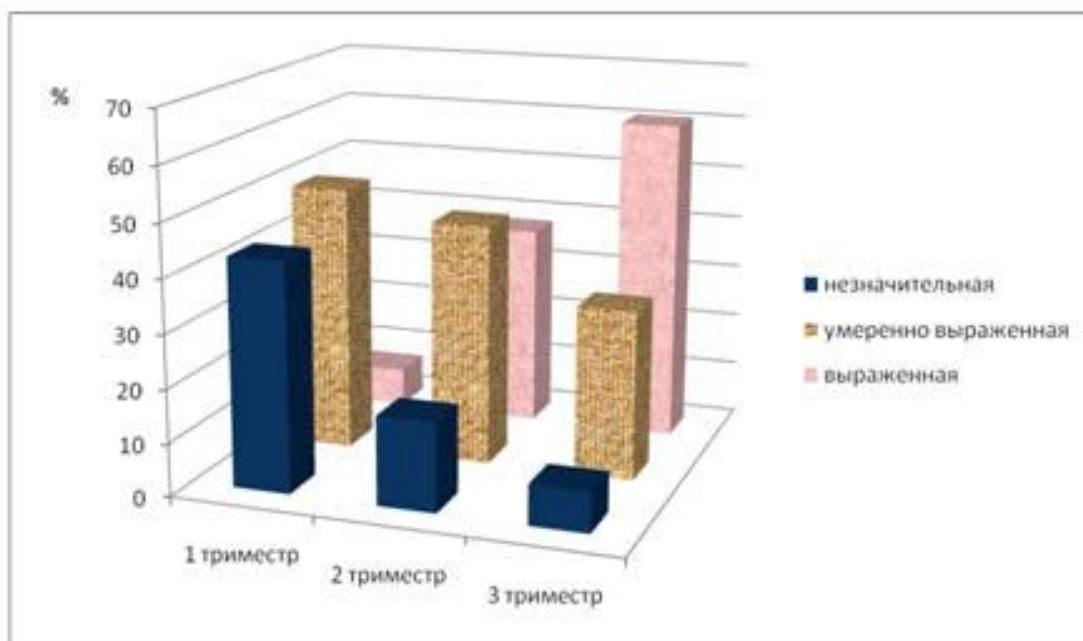 %
70
60
50
40
30
20
10
0
1 триместр
2 триместр
3 триместр
незначительная
умеренно выраженная
выраженная